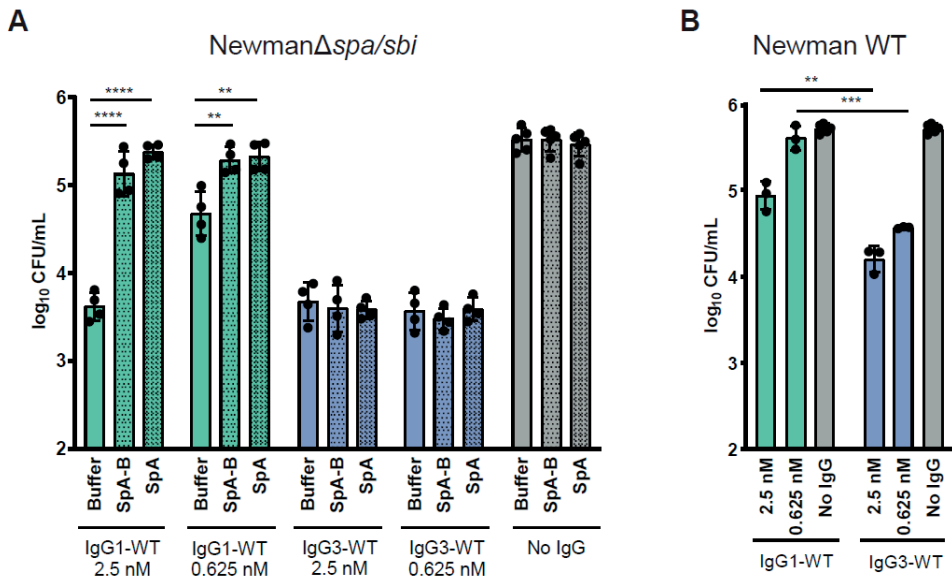 A
NewmanΔspa/sbi
log10 CFU/mL
6
5
4
3
2
****
****
**
**
Buffer
SpA-B
SpA
Buffer
SpA-B
SpA
Buffer
SpA-B
SpA
Buffer
SpA-B
SpA
Buffer
SpA-B
SpA
IgG1-WT
2.5 nM
IgG1-WT
0.625 nM
IgG3-WT
2.5 nM
IgG3-WT
0.625 nM
No IgG
B
Newman WT
log10 CFU/mL
6
5
4
3
2
**
***
2.5 nM
0.625 nM
No IgG
2.5 nM
0.625 nM
No IgG
IgG1-WT
IgG3-WT